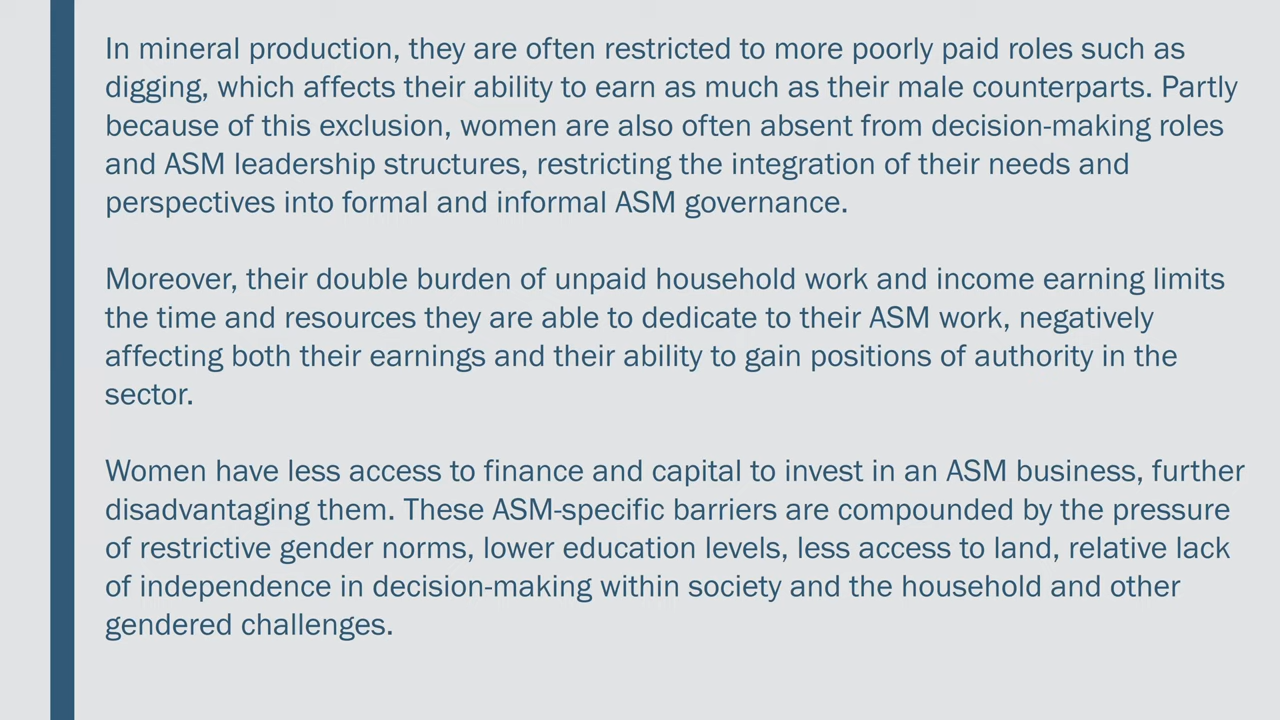 In mineral production, they are often restricted to more poorly paid roles such as
digging, which affects their ability to earn as much as their male counterparts. Partly
because of this exclusion, women are also often absent from decision-making roles
and ASM leadership structures, restricting the integration of their needs and
perspectives into formal and informal ASM governance.
Moreover, their double burden of unpaid household work and income earning limits
the time and resources they are able to dedicate to their ASM work, negatively
affecting both their earnings and their ability to gain positions of authority in the
sector.
Women have less access to finance and capital to invest in an ASM business, further
disadvantaging them. These ASM-specific barriers are compounded by the pressure
of restrictive gender norms, lower education levels, less access to land, relative lack
of independence in decision-making within society and the household and other
gendered challenges.